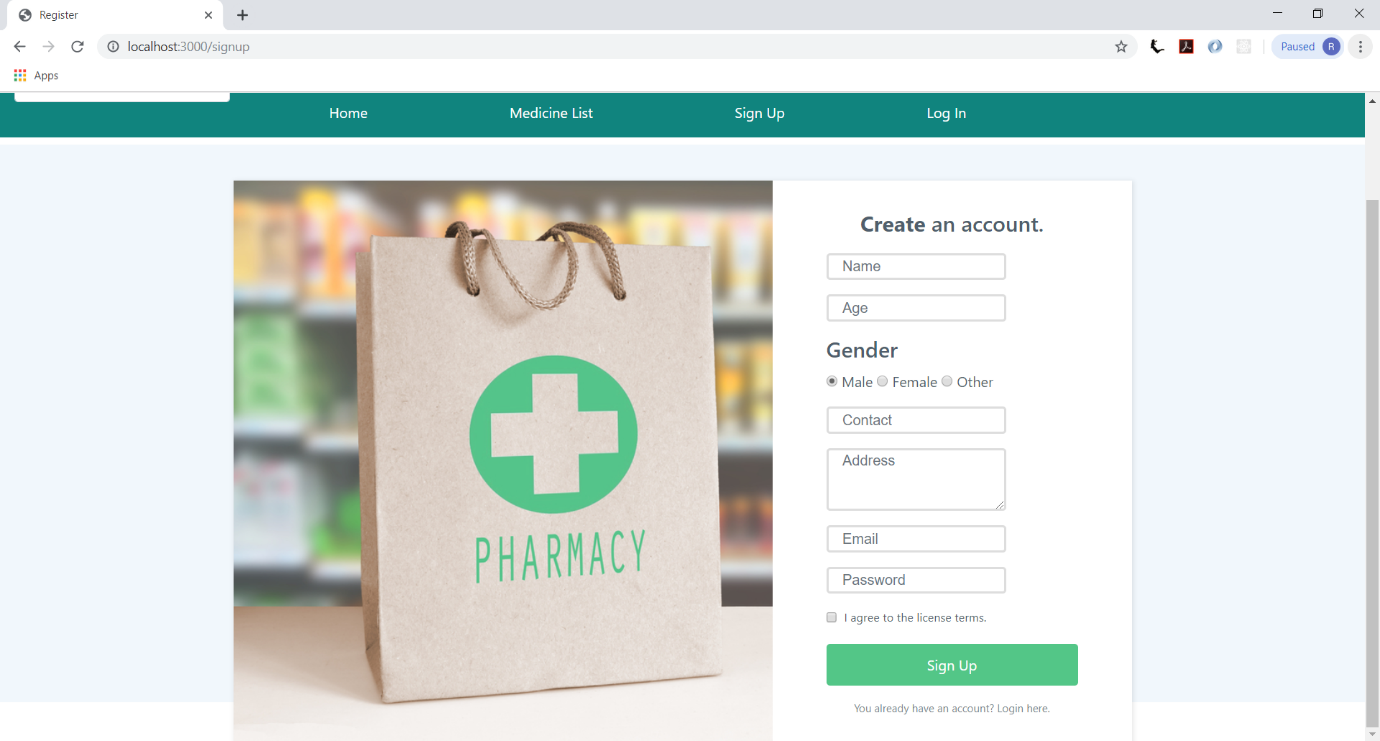 Register
localhost:3000/signup
Paused R
Apps
Home Medicine List Sign Up Log In
PHARMACY
Create an account.
Name
Age
Gender
Male Female Other
Contact
Address
Email
Password
I agree to the license terms.
Sign Up
You already have an account? Login here.